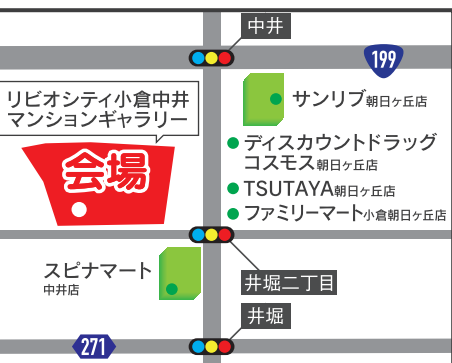 中井
199
リビオシティ小倉中井
マンションギャラリー
会場
サンリブ朝日ヶ丘店
ディスカウントドラッグ
コスモス朝日ヶ丘店
TSUTAYA朝日ヶ丘店
ファミリーマート小倉朝日ヶ丘店
スピナマート
中井店
井堀二丁目
井堀
271